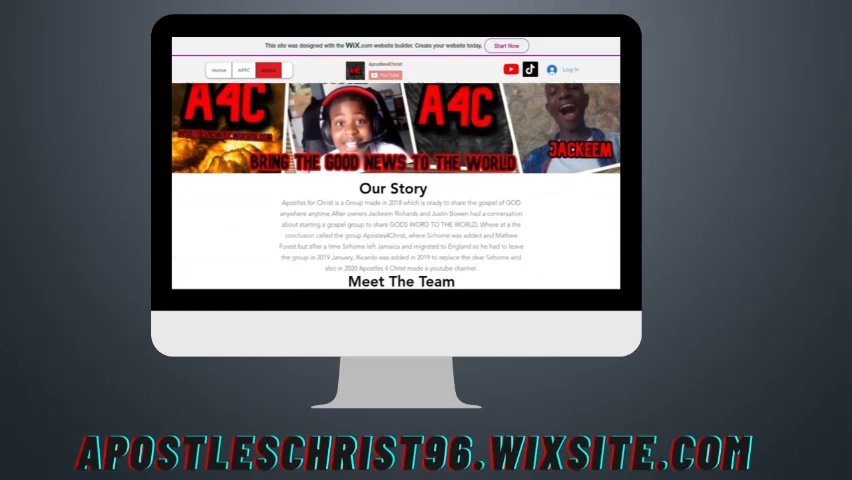 This site was designed with the WiX.com website builder. Create your website today. Start Now
Home APFC About
A4C
Apostles4Christ
YouTube
Log In
A4C
A4C
APOSTLESCHRIST96.WIXSITE.COM
JACKEEM
BRING THE GOOD NEWS TO THE WORLD
Our Story
Apostles for Christ is a Group made in 2018 which is ready to share the gospel of GOD
anywhere anytime.After owners Jackeem Richards and Justin Bowen had a conversation
about starting a gospel group to share GODS WORD TO THE WORLD, Where at a the
conclusion called the group Apostes4Christ, where Sirhome was added and Mathew
Forest but after a time Sirhome left Jamaica and migrated to England so he had to leave
the group in 2019 January, Ricardo was added in 2019 to replace the dear Sirhome and
also in 2020 Apostles 4 Christ made a youtube channel.
Meet The Team
APOSTLESCHRIST96.WIXSITE.COM